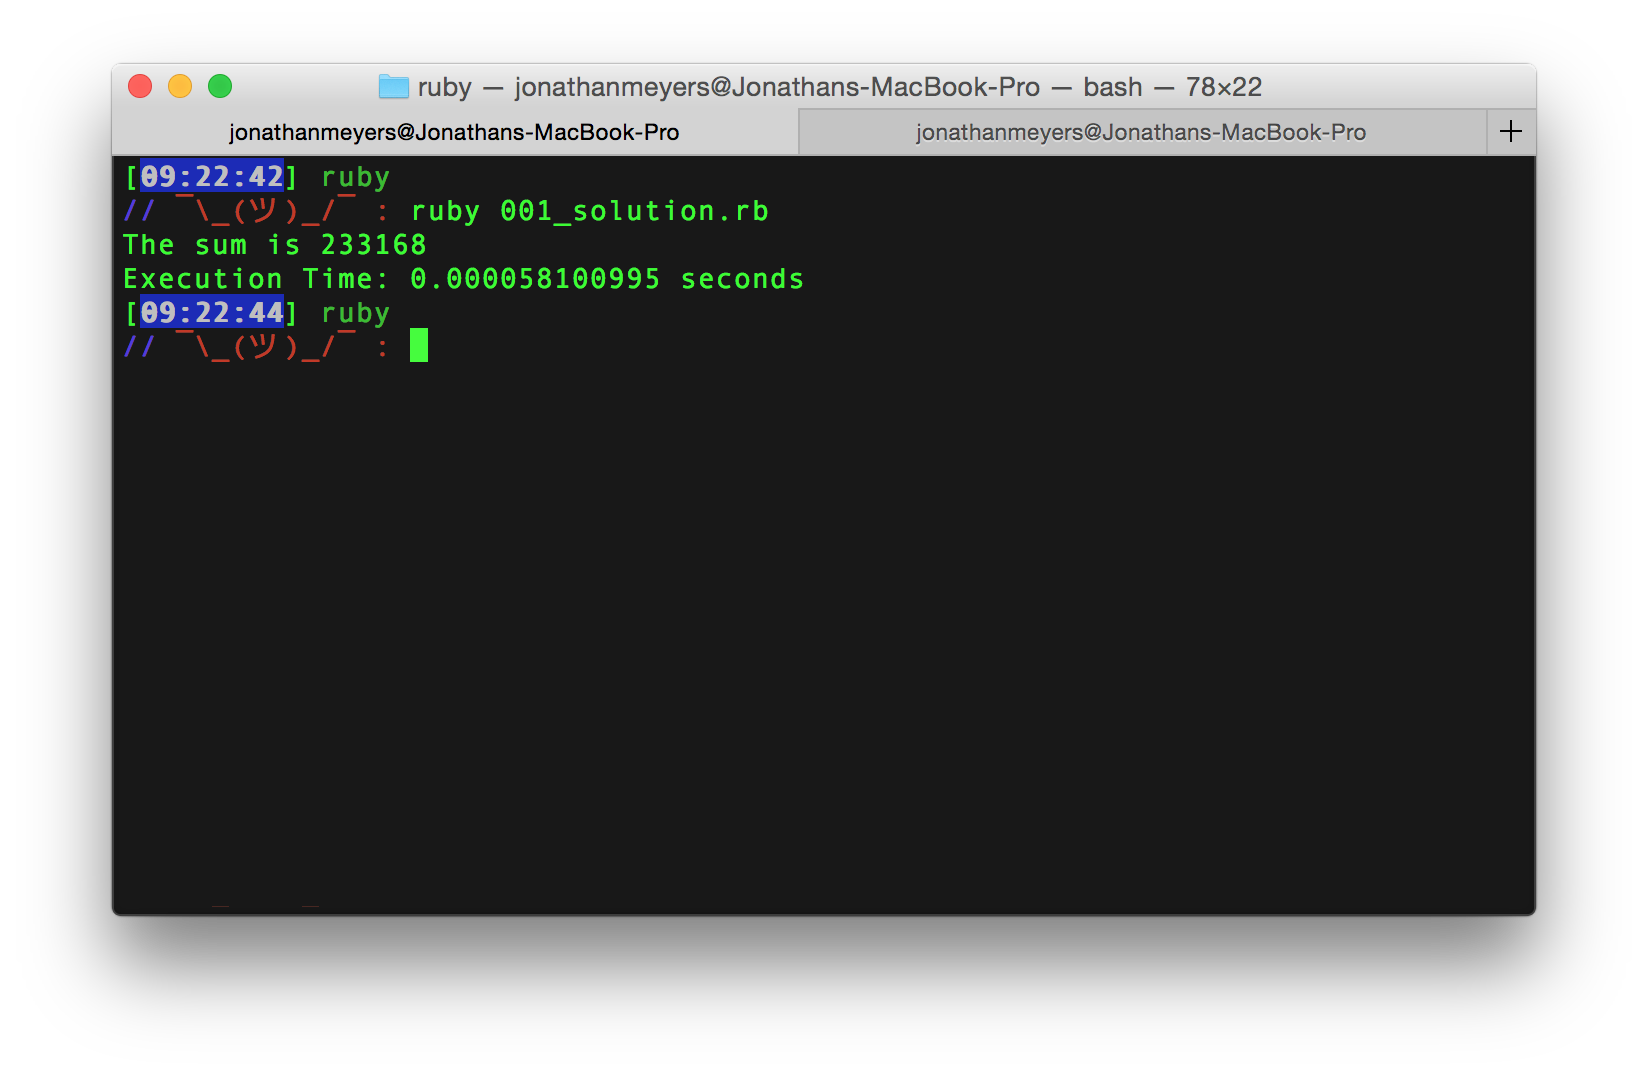 ruby — jonathanmeyers@Jonathans-MacBook-Pro — bash — 78×22
jonathanmeyers@Jonathans-MacBook-Pro jonathanmeyers@Jonathans-MacBook-Pro +
[09:22:42] ruby
// ¯\_(ツ)_/¯ : ruby 001_solution.rb
The sum is 233168
Execution Time: 0.000058100995 seconds
[09:22:44] ruby
// ¯\_(ツ)_/¯ :